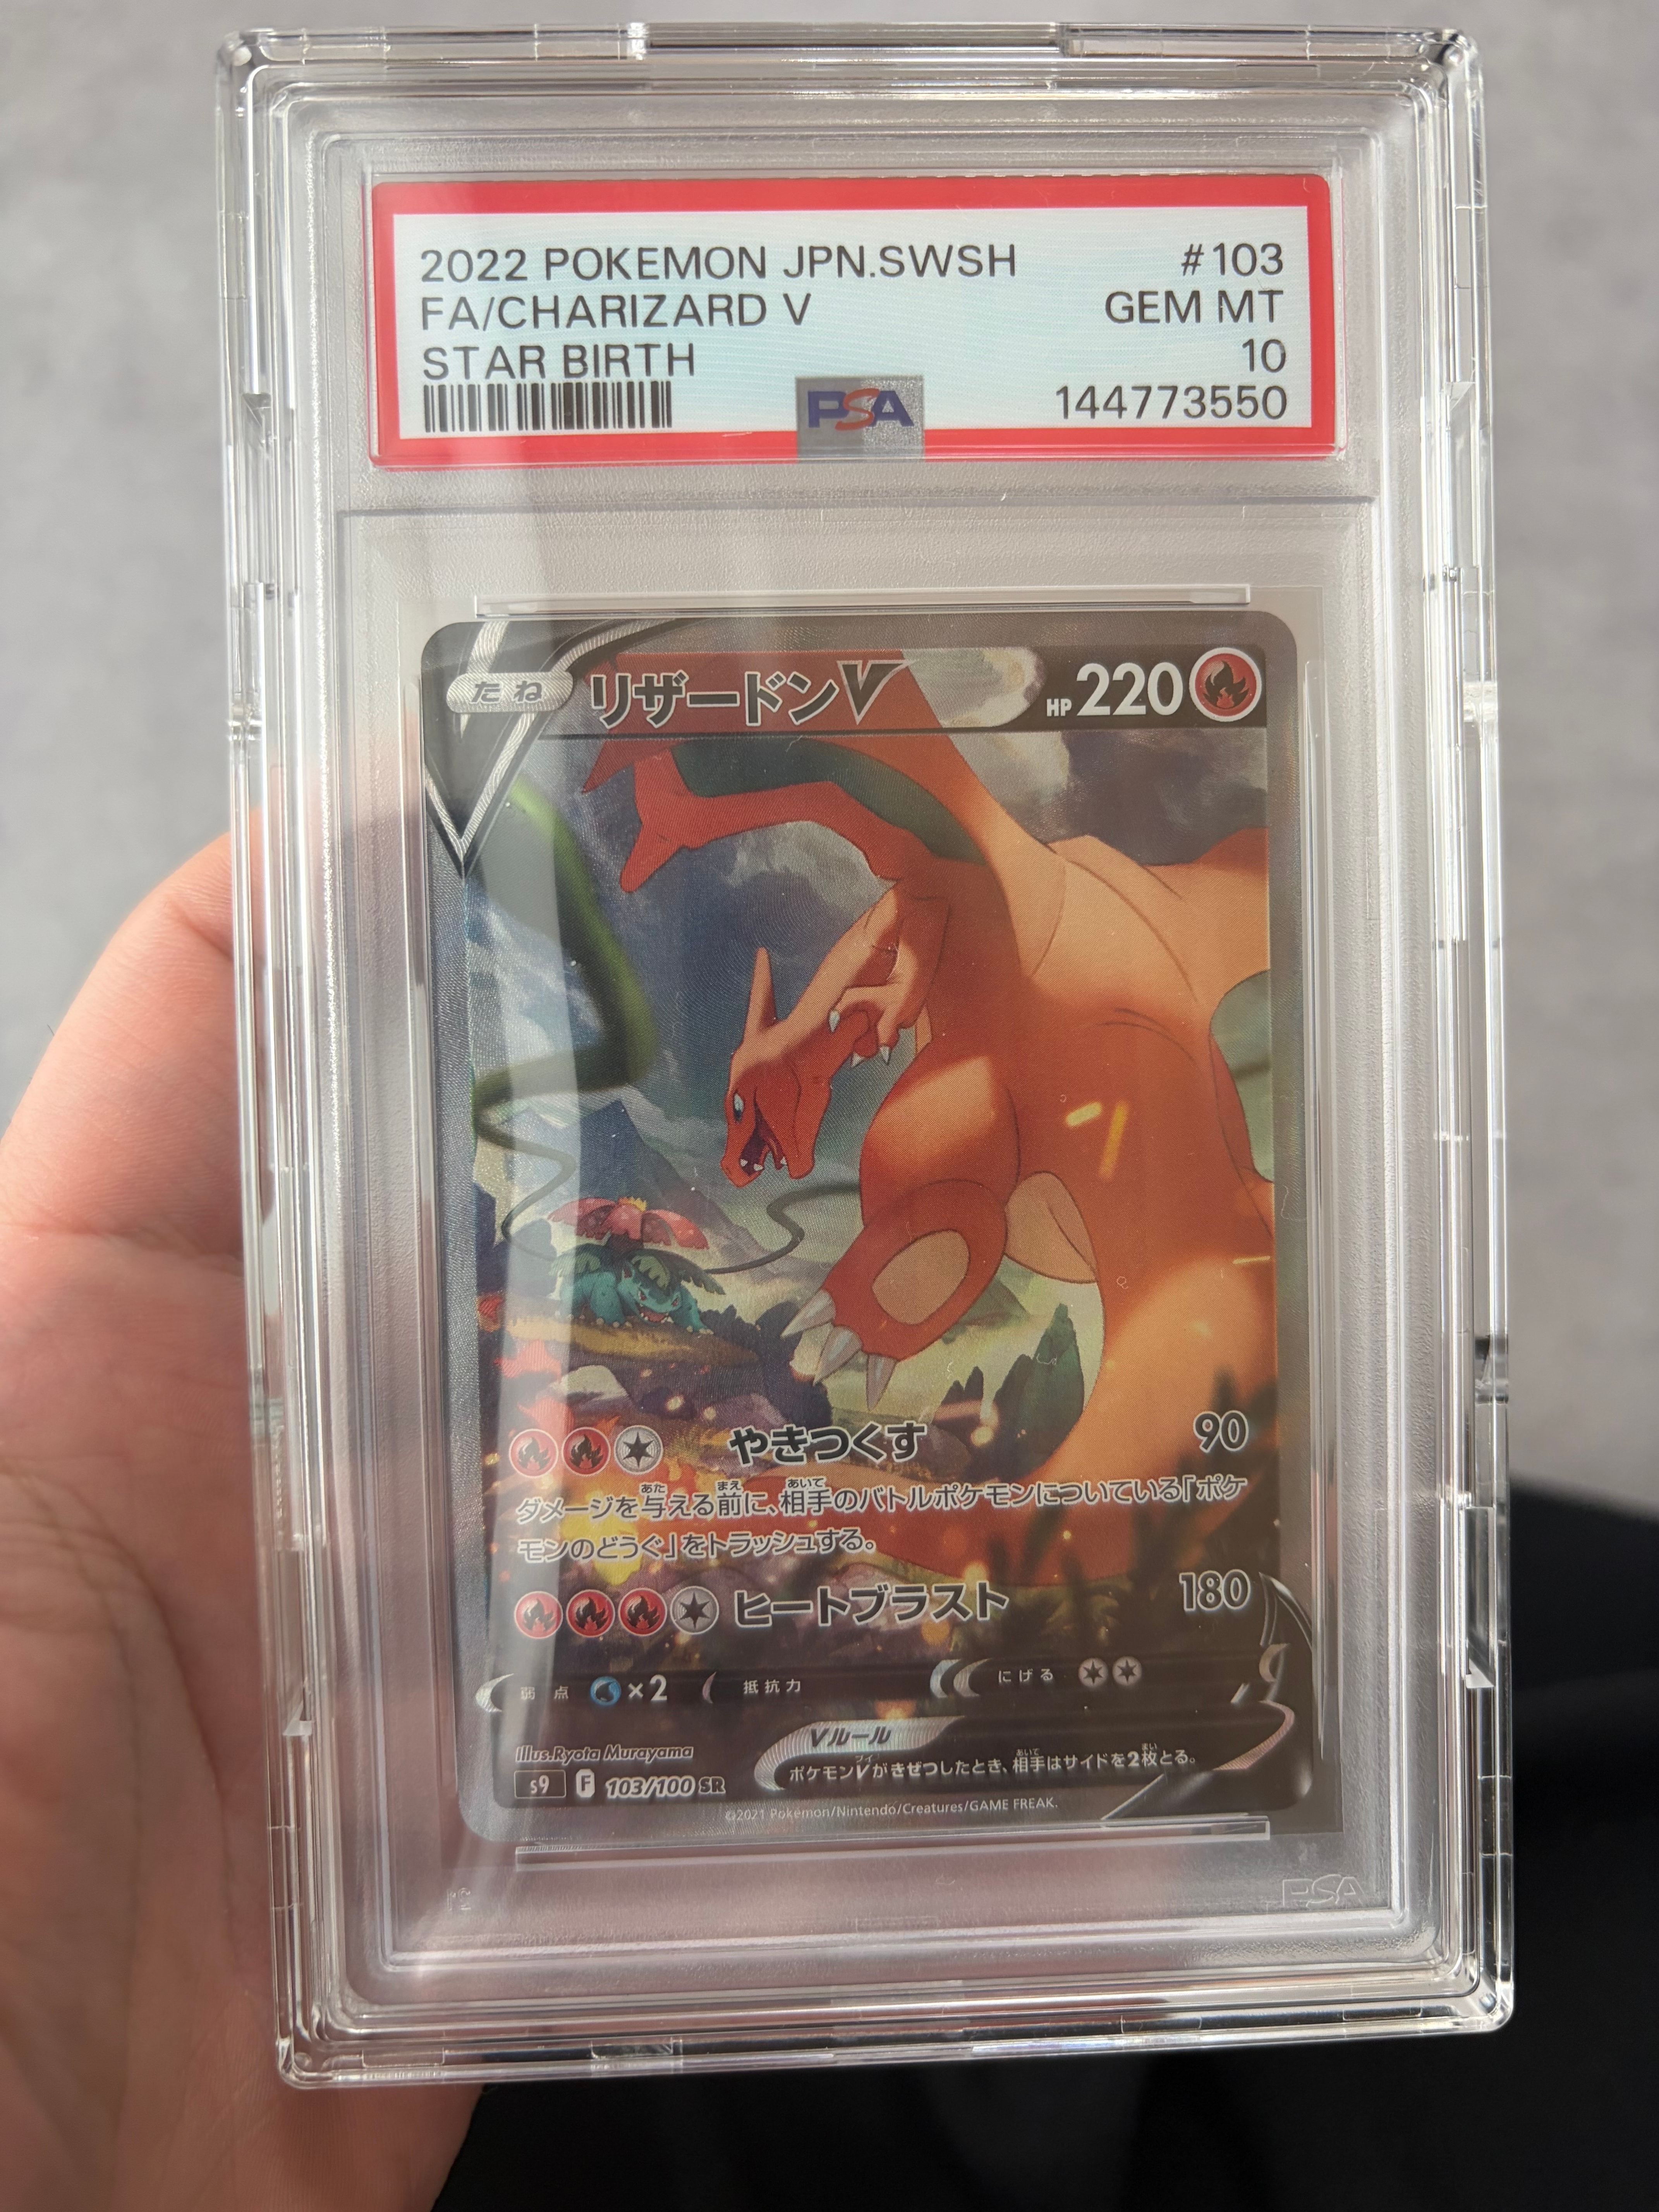 2022 POKEMON JPN.SWSH #103
FA/CHARIZARD V GEM MT
STAR BIRTH 10
PSA 144773550
たね リザードンV HP 220
やきつくす 90
ダメージを与える前に、相手のバトルポケモンについている「ポケ
モンのどうぐ」をトラッシュする。
ヒートブラスト 180
弱点 ×2 抵抗力 にげる
Vルール
ポケモンVがきぜつしたとき、相手はサイドを2枚とる。
Illus.Ryota Murayama
s9 F 103/100 SR
©2021 Pokémon/Nintendo/Creatures/GAME FREAK.
PSA